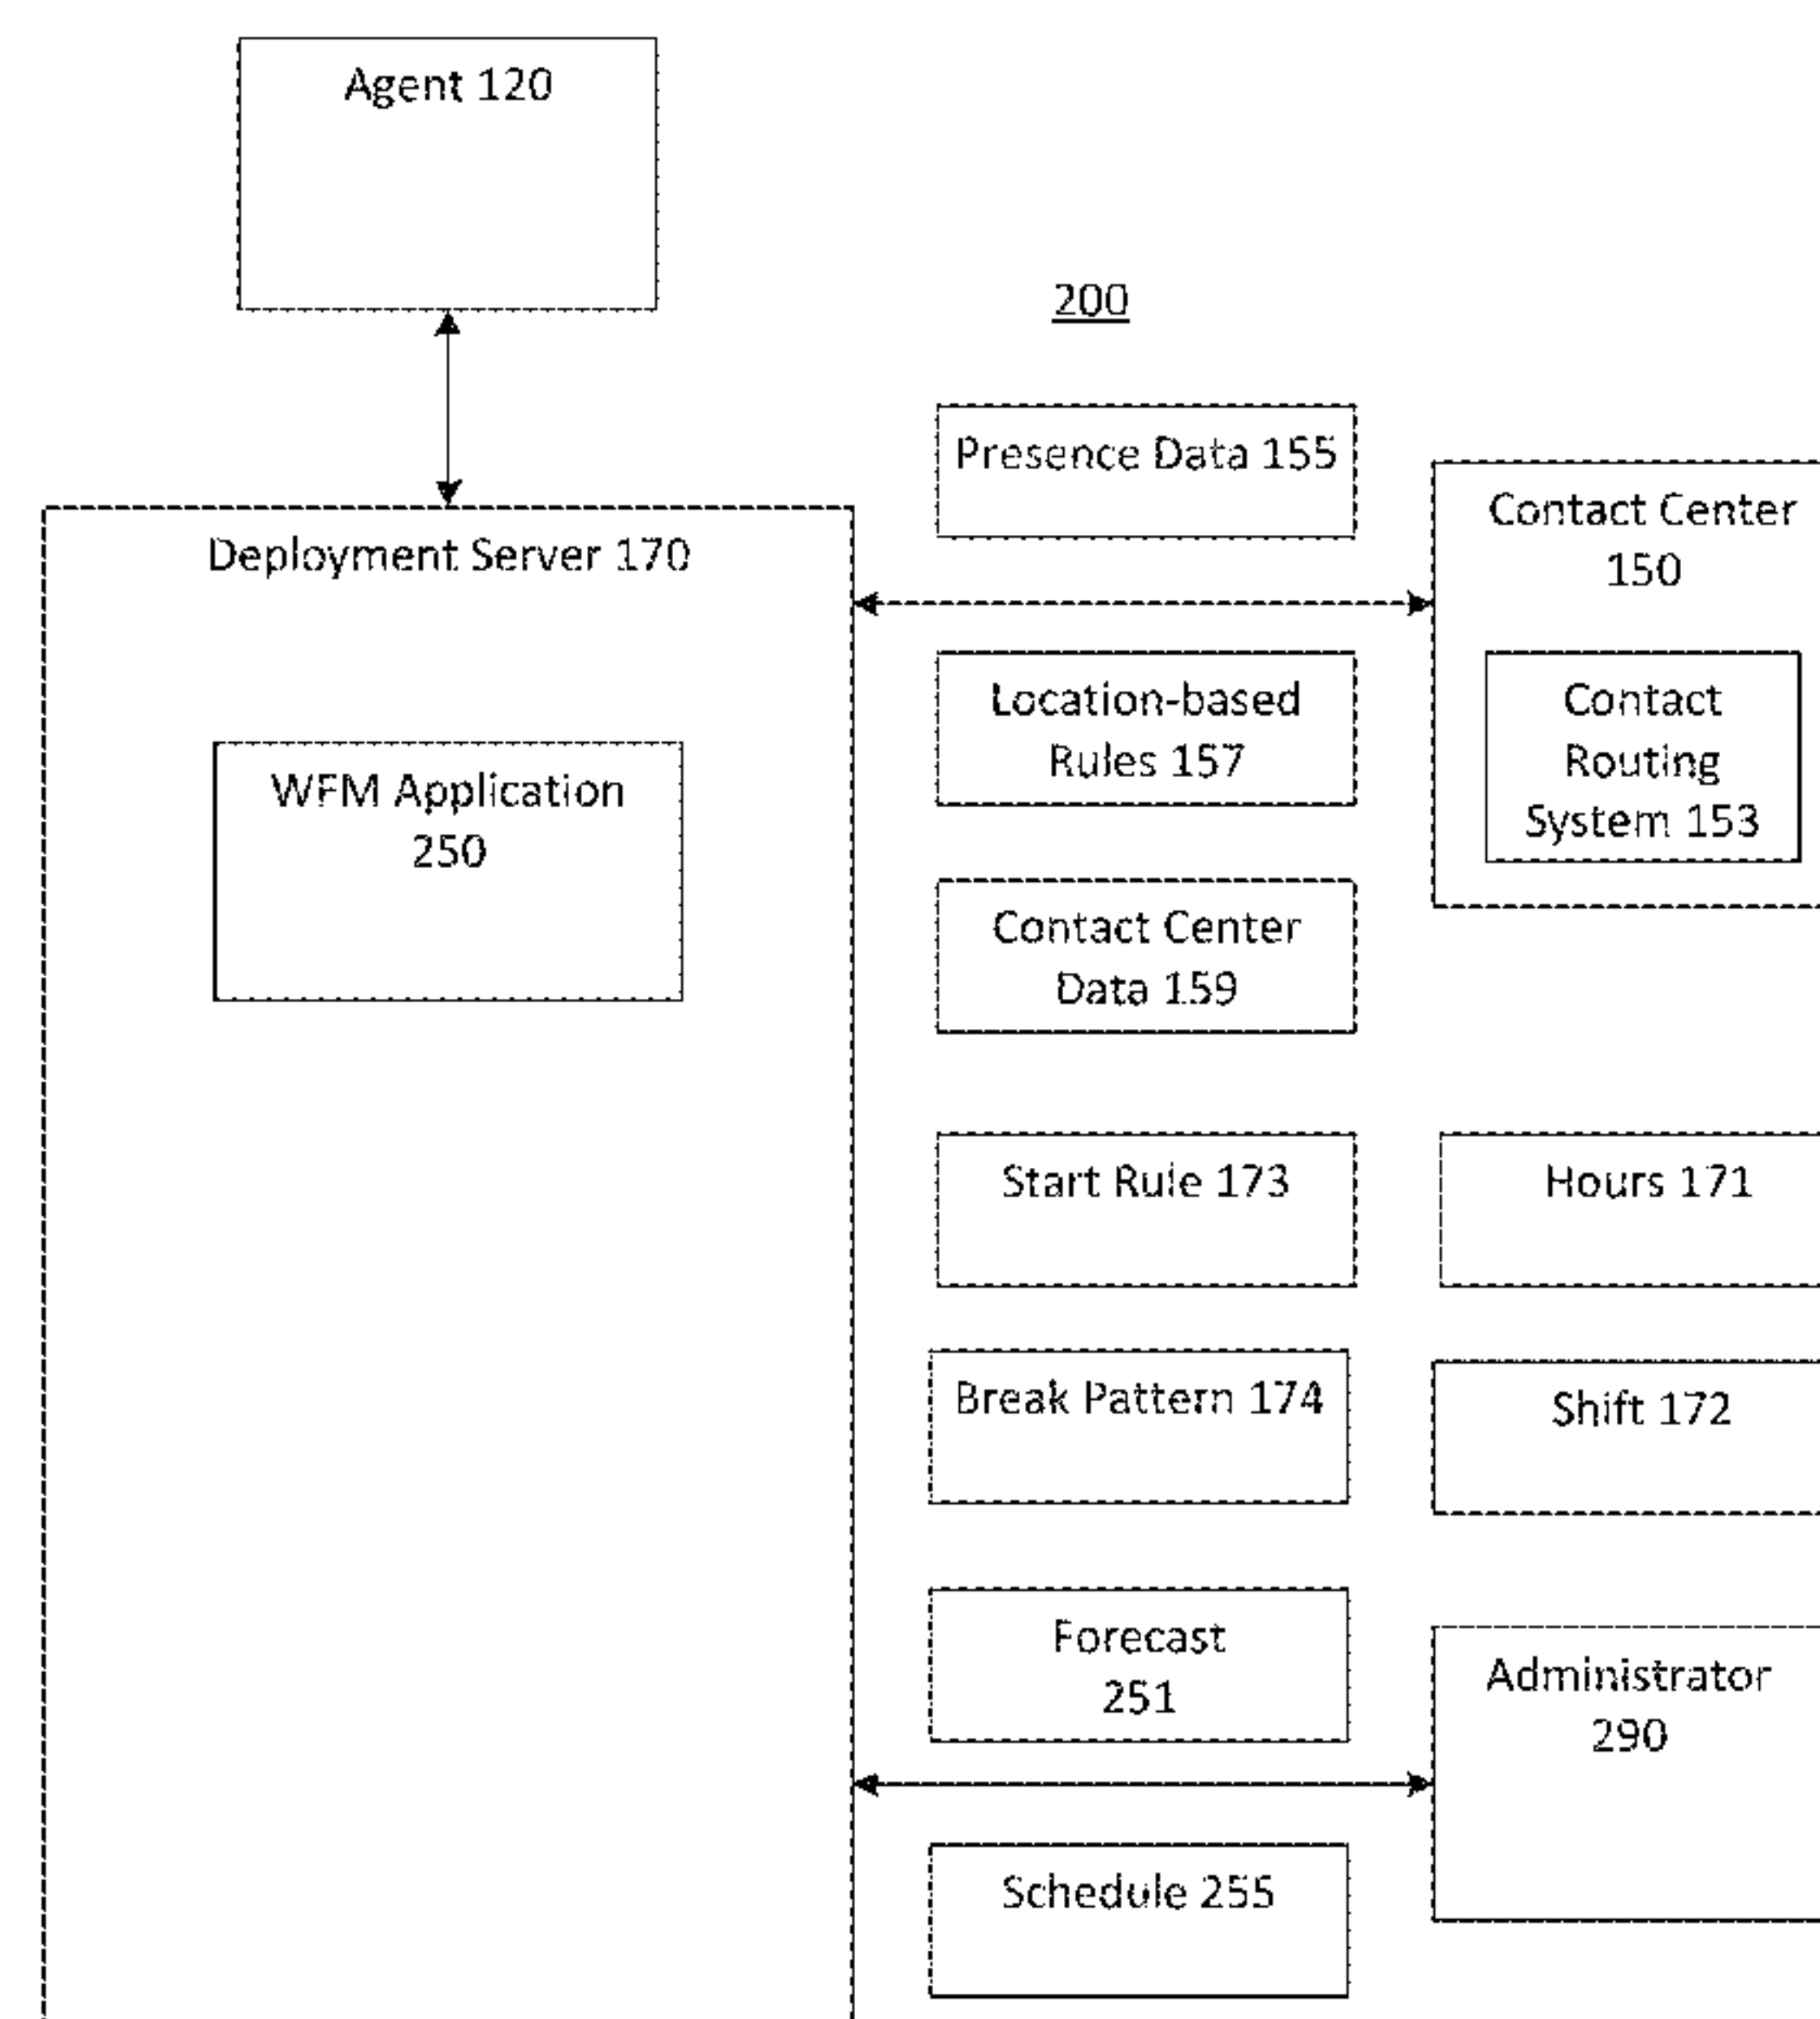 Agent 120
200
Presence Data 155
Contact Center
150
Deployment Server 170
Location-based
Rules 157
Contact
Routing
System 153
WFM Application
250
Contact Center
Data 159
Start Rule 173
Hours 171
Break Pattern 174
Shift 172
Forecast
251
Administrator
290
Schedule 255